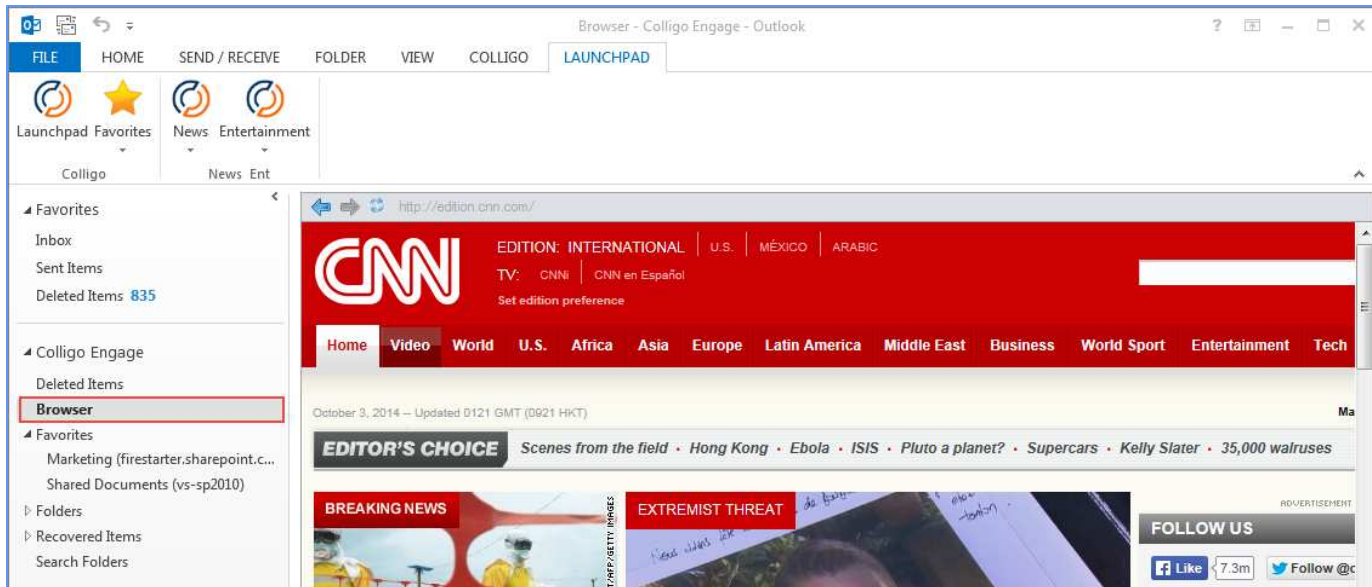 Browser - Colligo Engage - Outlook
FILE HOME SEND / RECEIVE FOLDER VIEW COLLIGO LAUNCHPAD
Launchpad Favorites News Entertainment
Colligo News Ent
Favorites
Inbox
Sent Items
Deleted Items 835
Colligo Engage
Deleted Items
Browser
Favorites
Marketing (firestarter.sharepoint.c...
Shared Documents (vs-sp2010)
Folders
Recovered Items
Search Folders
http://edition.cnn.com/
CNN
EDITION: INTERNATIONAL U.S. MÉXICO ARABIC
TV: CNNi CNN en Español
Set edition preference
Home Video World U.S. Africa Asia Europe Latin America Middle East Business World Sport Entertainment Tech
October 3, 2014 -- Updated 0121 GMT (0921 HKT)
Ma
EDITOR'S CHOICE Scenes from the field · Hong Kong · Ebola · ISIS · Pluto a planet? · Supercars · Kelly Slater · 35,000 walruses
BREAKING NEWS
T/AFP/GETTY IMAGES
EXTREMIST THREAT
ADVERTISEMENT
FOLLOW US
Like 7.3m Follow @c